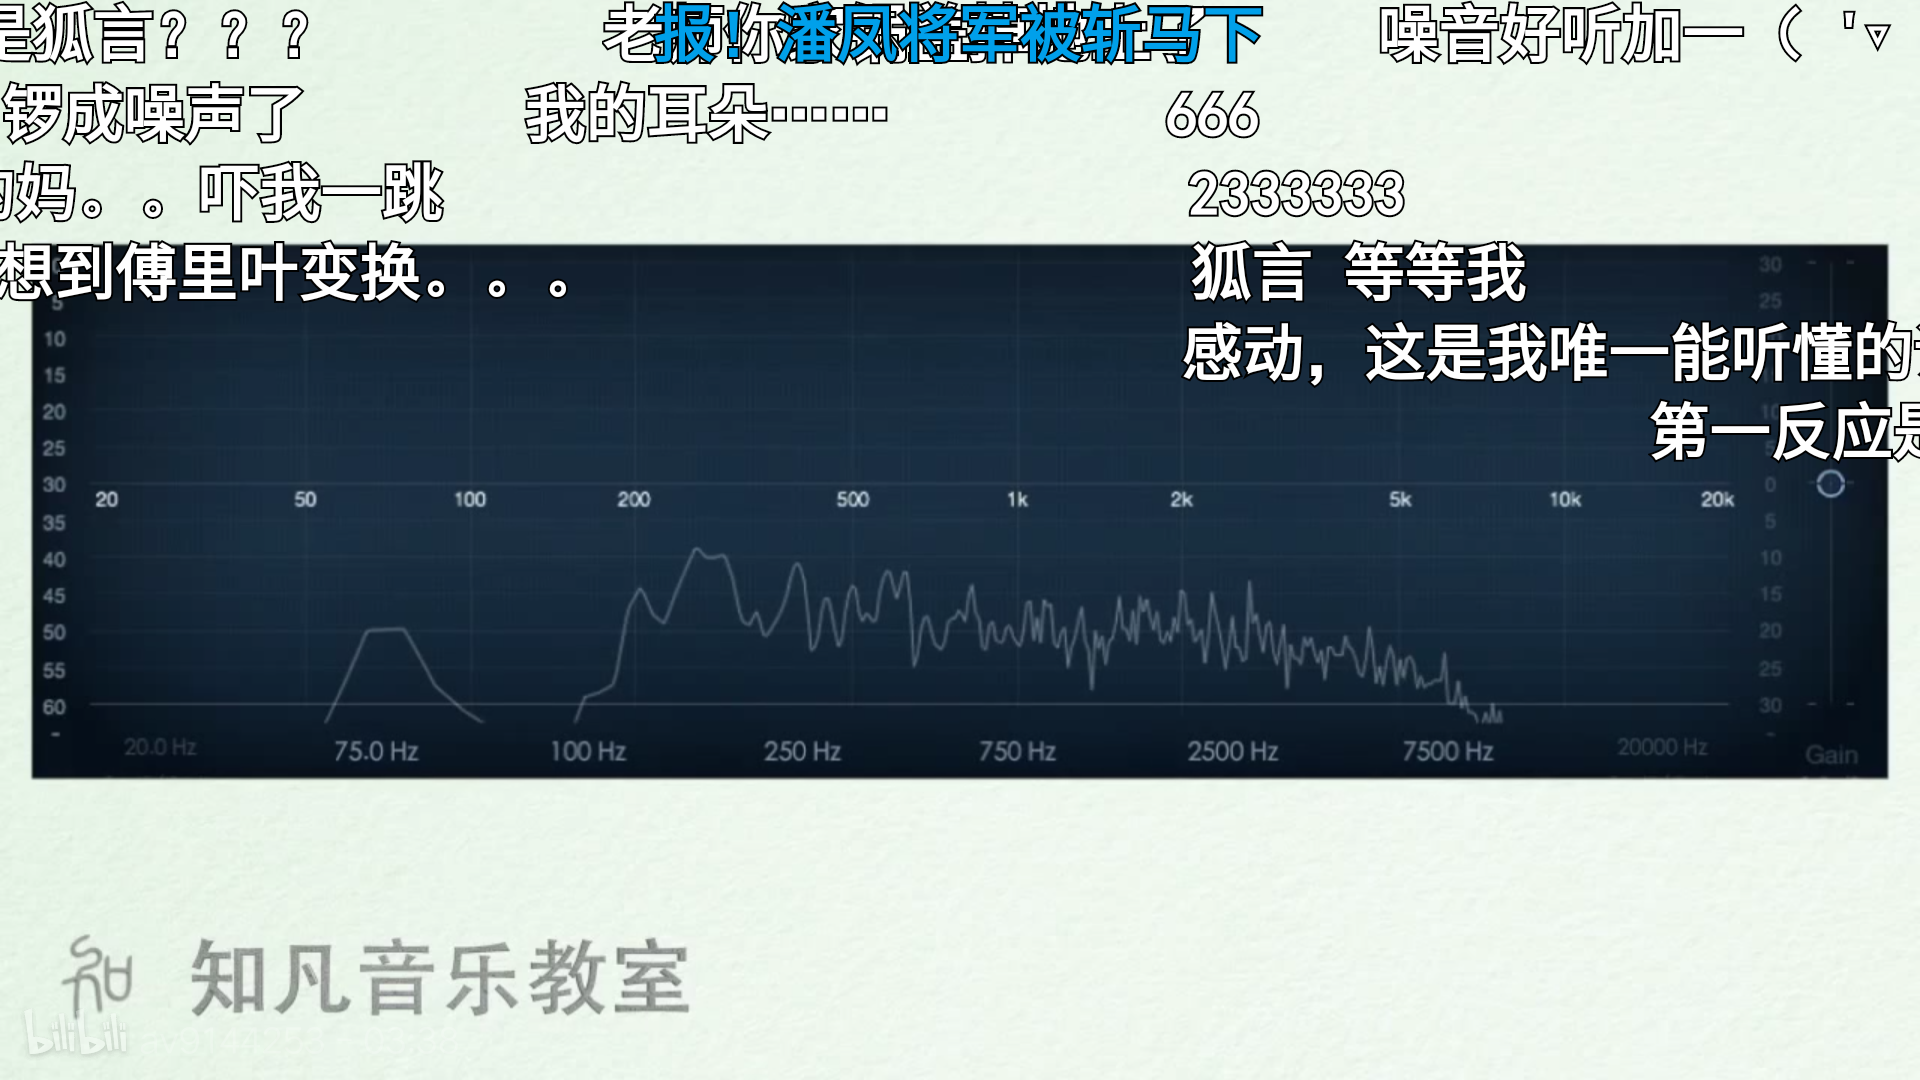 是狐言？？？
报！潘凤将军被斩马下
噪音好听加一（ '▿
锣成噪声了
我的耳朵……
666
妈。。吓我一跳
2333333
想到傅里叶变换。。。
狐言 等等我
感动，这是我唯一能听懂的
第一反应是
5
10
15
20
25
30
35
40
45
50
55
60
-
20 50 100 200 500 1k 2k 5k 10k 20k
20.0 Hz 75.0 Hz 100 Hz 250 Hz 750 Hz 2500 Hz 7500 Hz 20000 Hz
30
25
10
5
0
5
10
15
20
25
30
Gain
知凡音乐教室
bilibili